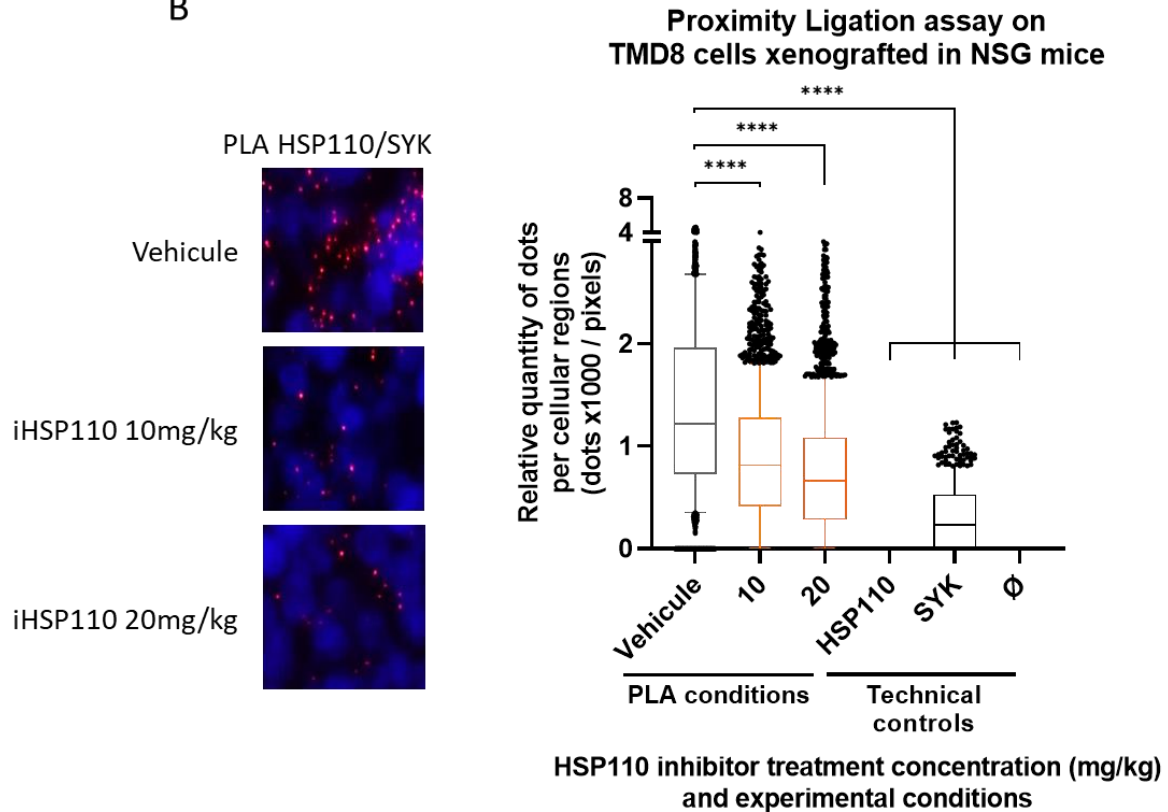 B
Proximity Ligation assay on
TMD8 cells xenografted in NSG mice
PLA HSP110/SYK
Vehicule
iHSP110 10mg/kg
iHSP110 20mg/kg
****
****
****
Relative quantity of dots
per cellular regions
(dots x1000 / pixels)
8
4
4
2
1
0
Vehicule
10
20
HSP110
SYK
Ø
PLA conditions
Technical
controls
HSP110 inhibitor treatment concentration (mg/kg)
and experimental conditions